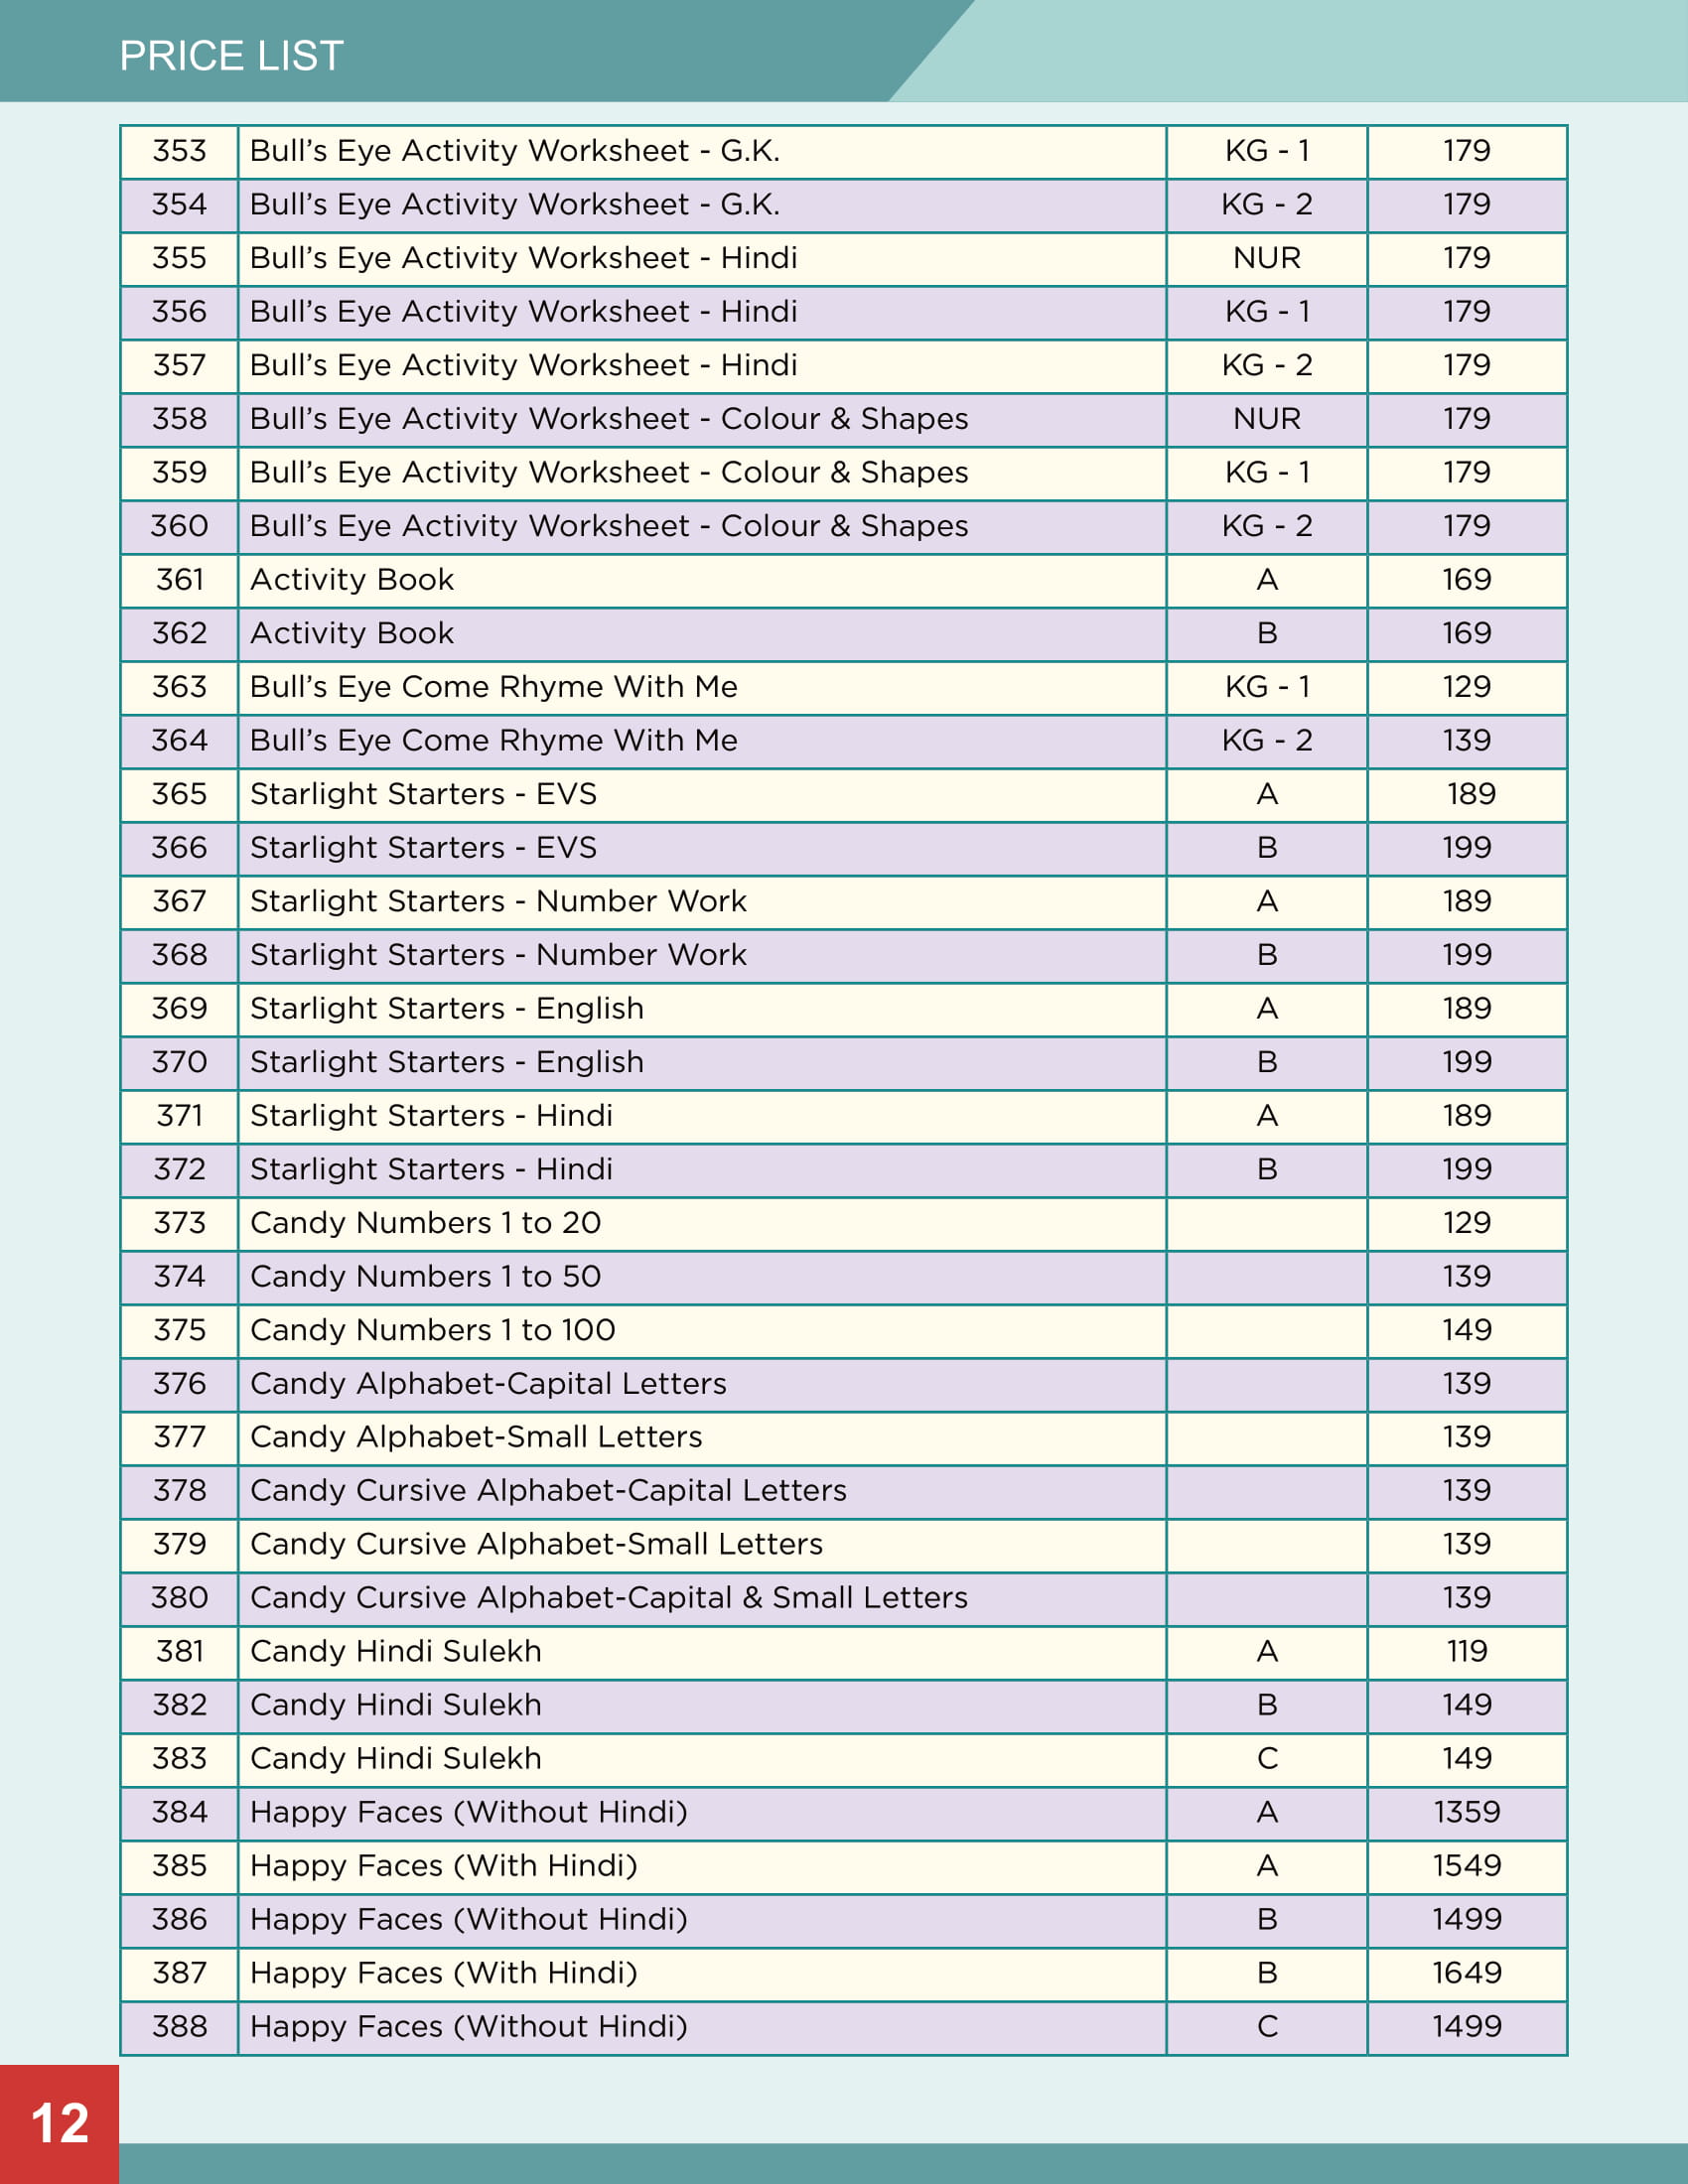 PRICE LIST
353 Bull’s Eye Activity Worksheet - G.K. KG - 1 179
354 Bull’s Eye Activity Worksheet - G.K. KG - 2 179
355 Bull’s Eye Activity Worksheet - Hindi NUR 179
356 Bull’s Eye Activity Worksheet - Hindi KG - 1 179
357 Bull’s Eye Activity Worksheet - Hindi KG - 2 179
358 Bull’s Eye Activity Worksheet - Colour & Shapes NUR 179
359 Bull’s Eye Activity Worksheet - Colour & Shapes KG - 1 179
360 Bull’s Eye Activity Worksheet - Colour & Shapes KG - 2 179
361 Activity Book A 169
362 Activity Book B 169
363 Bull’s Eye Come Rhyme With Me KG - 1 129
364 Bull’s Eye Come Rhyme With Me KG - 2 139
365 Starlight Starters - EVS A 189
366 Starlight Starters - EVS B 199
367 Starlight Starters - Number Work A 189
368 Starlight Starters - Number Work B 199
369 Starlight Starters - English A 189
370 Starlight Starters - English B 199
371 Starlight Starters - Hindi A 189
372 Starlight Starters - Hindi B 199
373 Candy Numbers 1 to 20 129
374 Candy Numbers 1 to 50 139
375 Candy Numbers 1 to 100 149
376 Candy Alphabet-Capital Letters 139
377 Candy Alphabet-Small Letters 139
378 Candy Cursive Alphabet-Capital Letters 139
379 Candy Cursive Alphabet-Small Letters 139
380 Candy Cursive Alphabet-Capital & Small Letters 139
381 Candy Hindi Sulekh A 119
382 Candy Hindi Sulekh B 149
383 Candy Hindi Sulekh C 149
384 Happy Faces (Without Hindi) A 1359
385 Happy Faces (With Hindi) A 1549
386 Happy Faces (Without Hindi) B 1499
387 Happy Faces (With Hindi) B 1649
388 Happy Faces (Without Hindi) C 1499
12